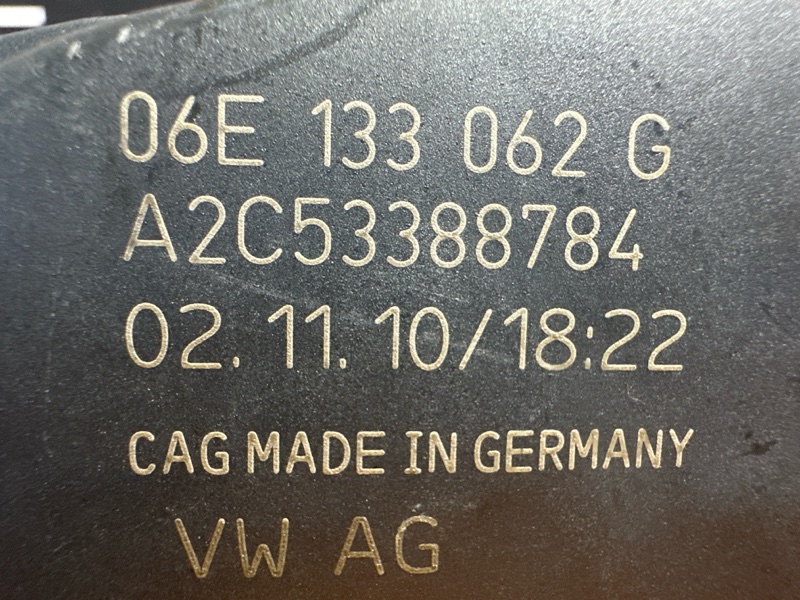 06E 133 062 G
A2C53388784
02.11.10/18:22
CAG MADE IN GERMANY
VW AG